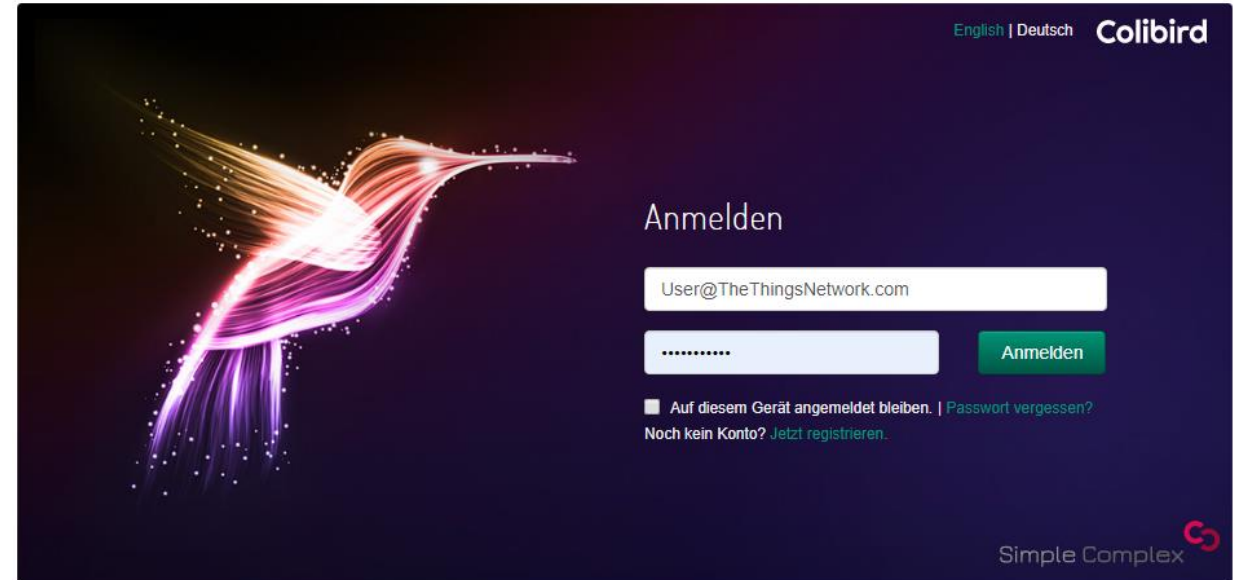 English | Deutsch Colibird
Anmelden
User@TheThingsNetwork.com
••••••••••• Anmelden
Auf diesem Gerät angemeldet bleiben. | Passwort vergessen?
Noch kein Konto? Jetzt registrieren.
Simple Complex